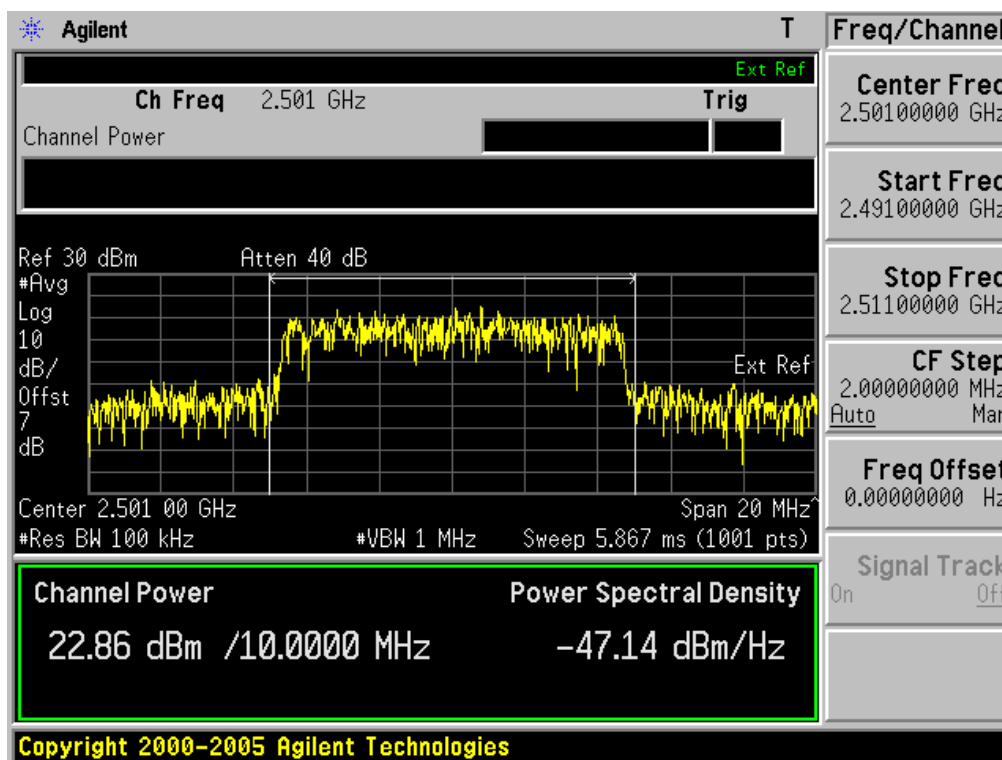 Agilent T
Freq/Channel
Ext Ref
Ch Freq 2.501 GHz Trig
Channel Power
Center Freq
2.50100000 GHz
Start Freq
2.49100000 GHz
Stop Freq
2.51100000 GHz
CF Step
2.00000000 MHz
Auto Man
Freq Offset
0.00000000 Hz
Signal Track
On Off
Ref 30 dBm Atten 40 dB
#Avg
Log
10
dB/
Offst
7
dB
Ext Ref
Center 2.501 00 GHz Span 20 MHz^
#Res BW 100 kHz #VBW 1 MHz Sweep 5.867 ms (1001 pts)
Channel Power Power Spectral Density
22.86 dBm /10.0000 MHz -47.14 dBm/Hz
Copyright 2000-2005 Agilent Technologies